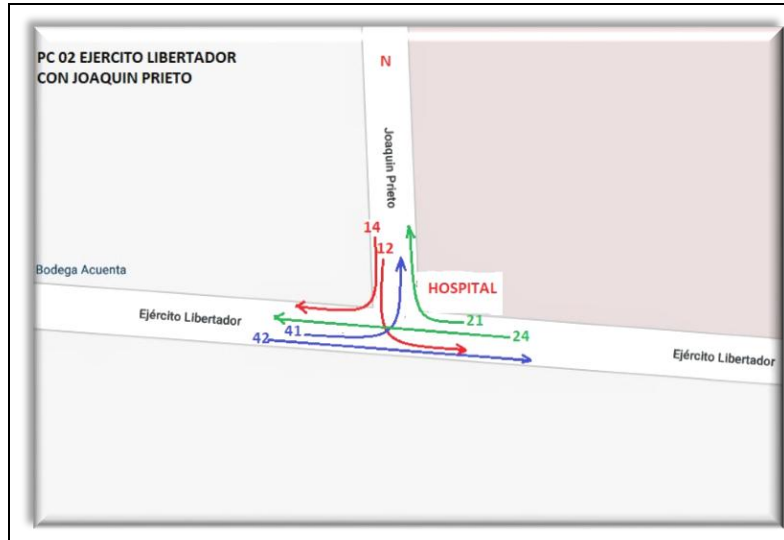 PC 02 EJERCITO LIBERTADOR
CON JOAQUIN PRIETO
N
Joaquín Prieto
14
12
Bodega Acuenta
HOSPITAL
Ejército Libertador
41
42
21
24
Ejército Libertador